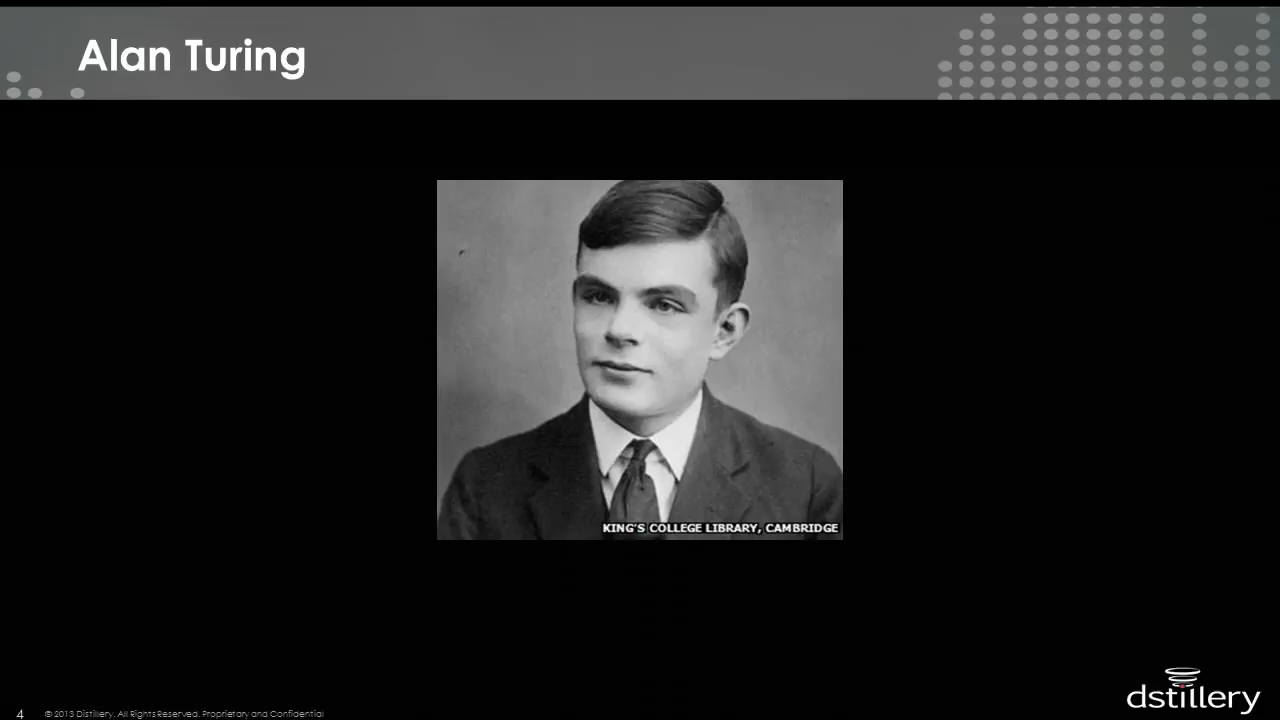 Alan Turing
KING'S COLLEGE LIBRARY, CAMBRIDGE
4
© 2013 Distillery. All Rights Reserved. Proprietary and Confidential
dstillery